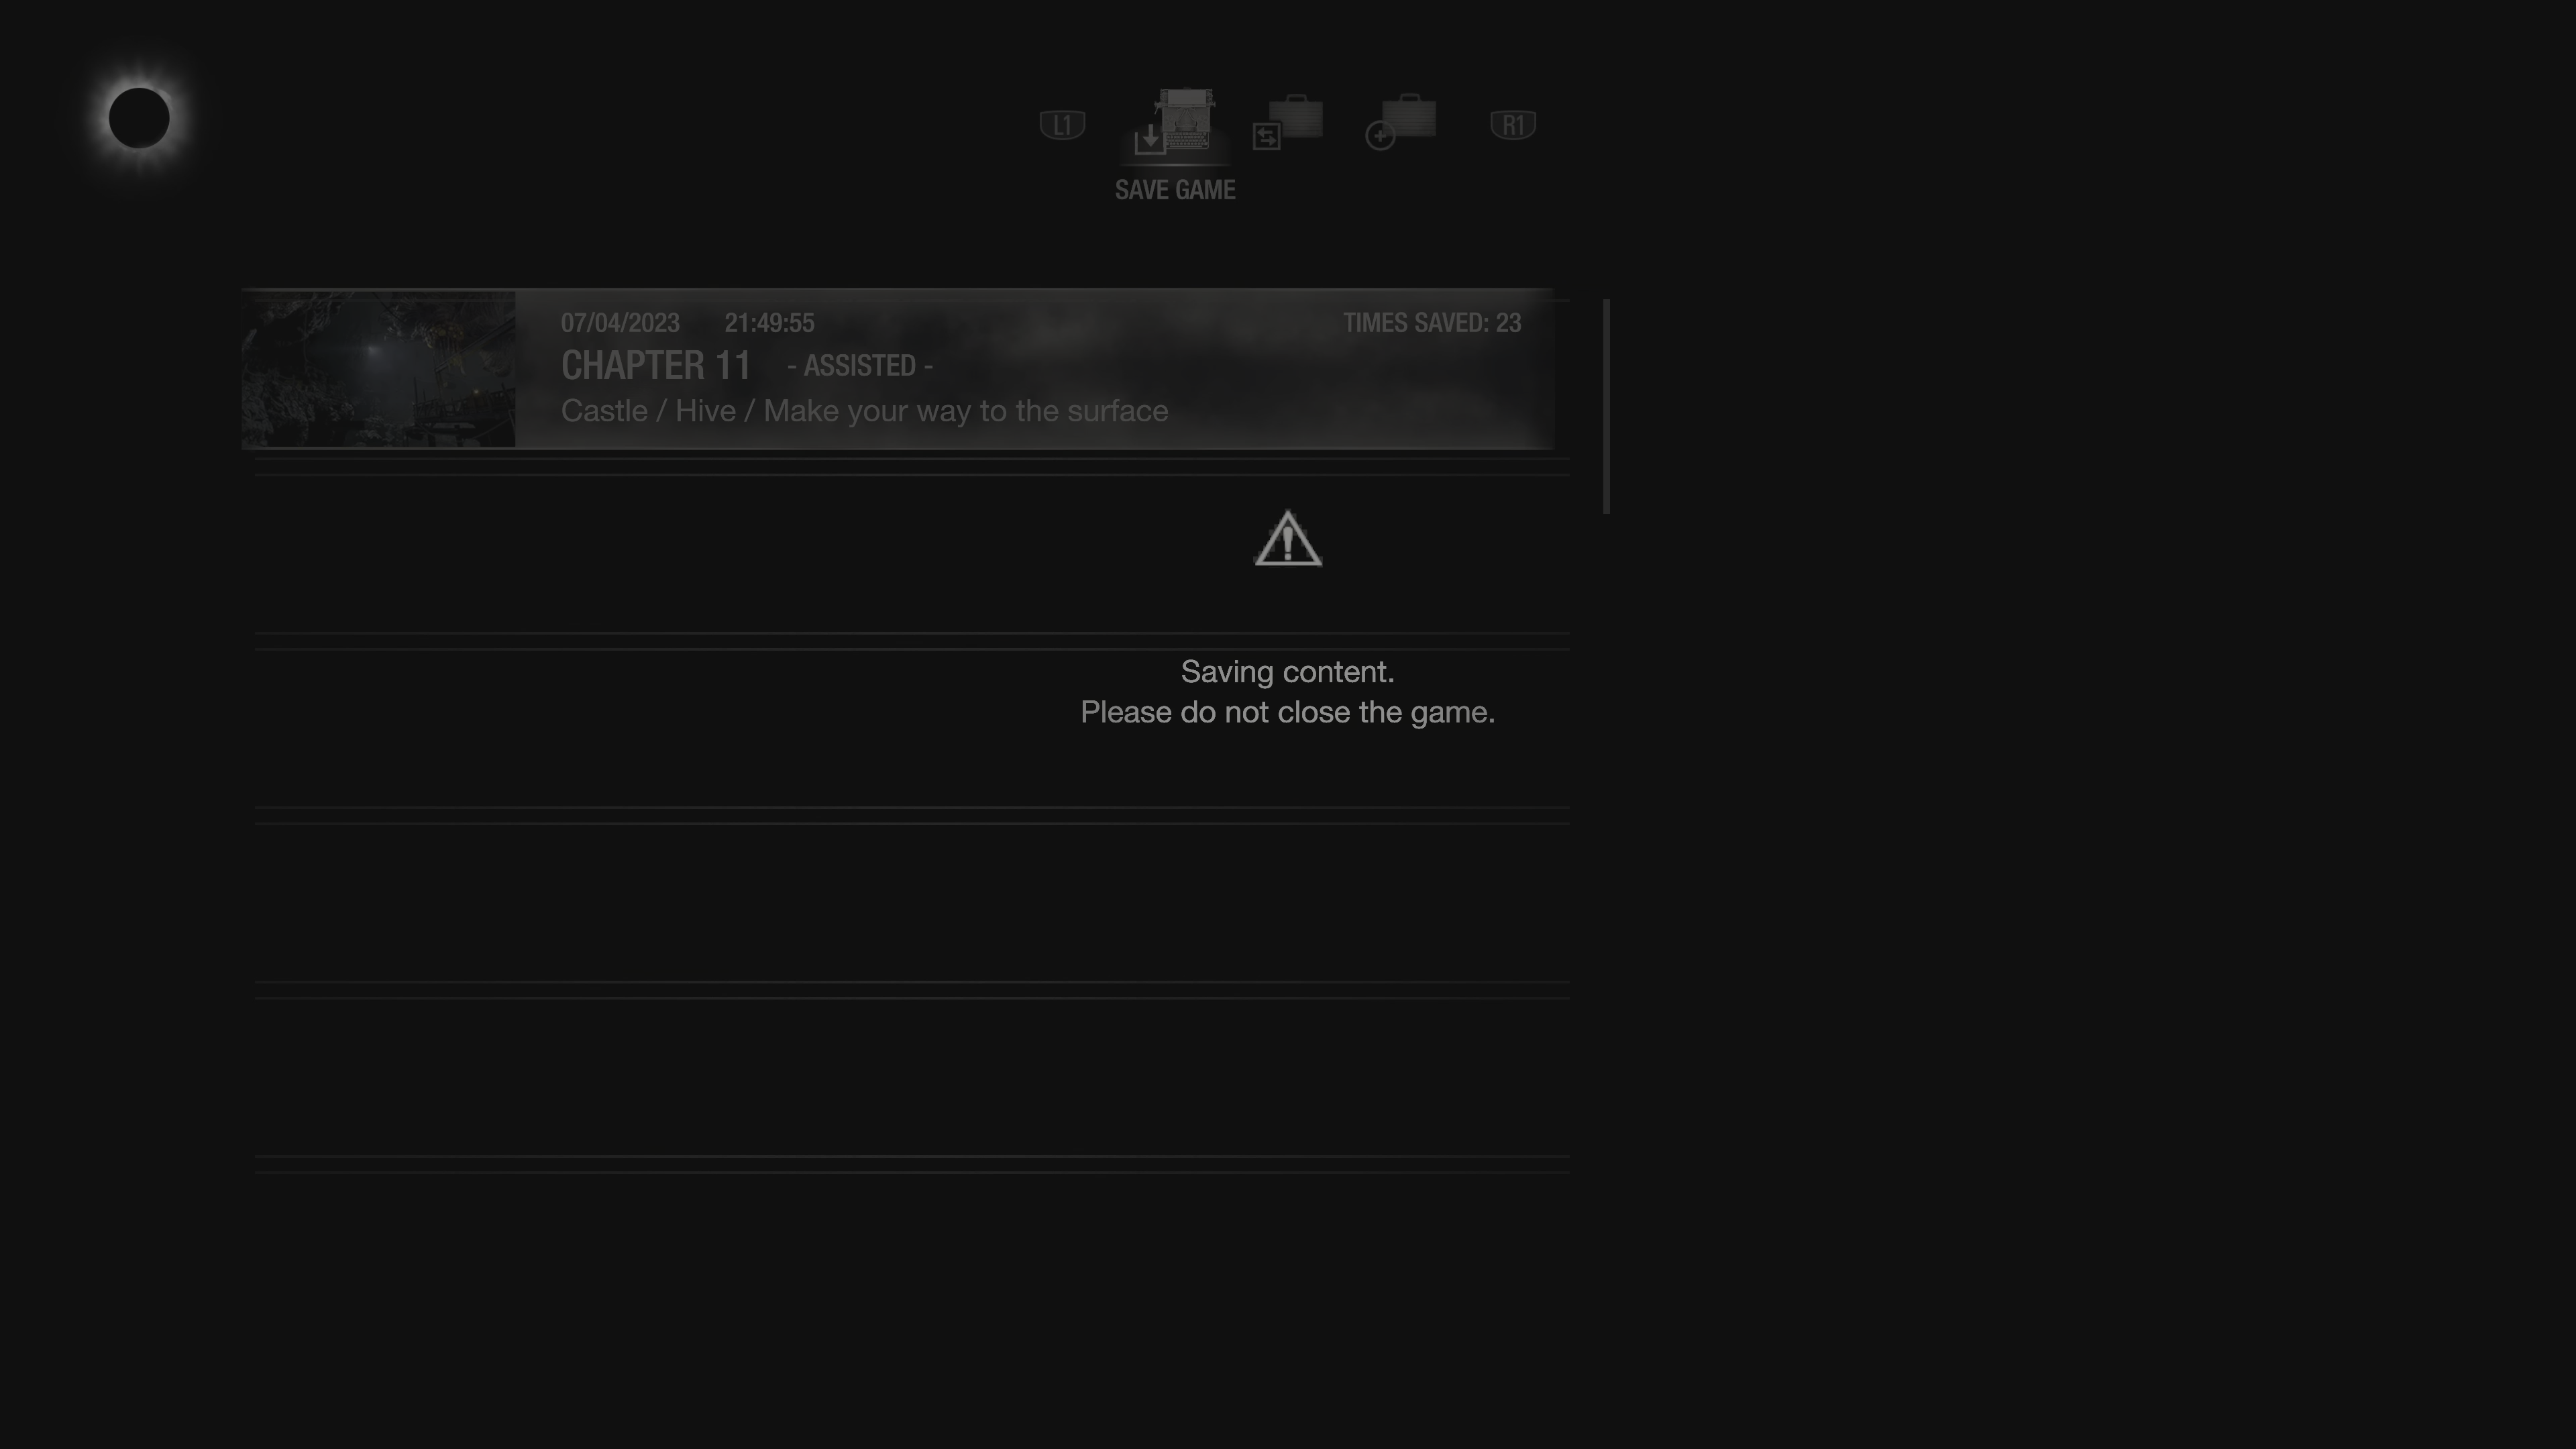 L1
R1
SAVE GAME
07/04/2023 21:49:55 TIMES SAVED: 23
CHAPTER 11 - ASSISTED -
Castle / Hive / Make your way to the surface
Saving content.
Please do not close the game.